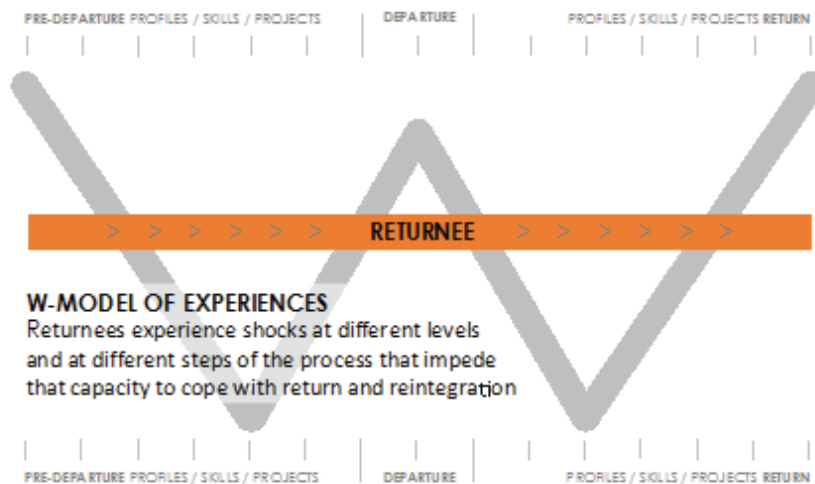 PRE-DEPARTURE PROFILES / SKILLS / PROJECTS DEPARTURE PROFILES / SKILLS / PROJECTS RETURN
> > > > > > RETURNEE > > > > > >
W-MODEL OF EXPERIENCES
Returnees experience shocks at different levels
and at different steps of the process that impede
that capacity to cope with return and reintegration
PRE-DEPARTURE PROFILES / SKILLS / PROJECTS DEPARTURE PROFILES / SKILLS / PROJECTS RETURN